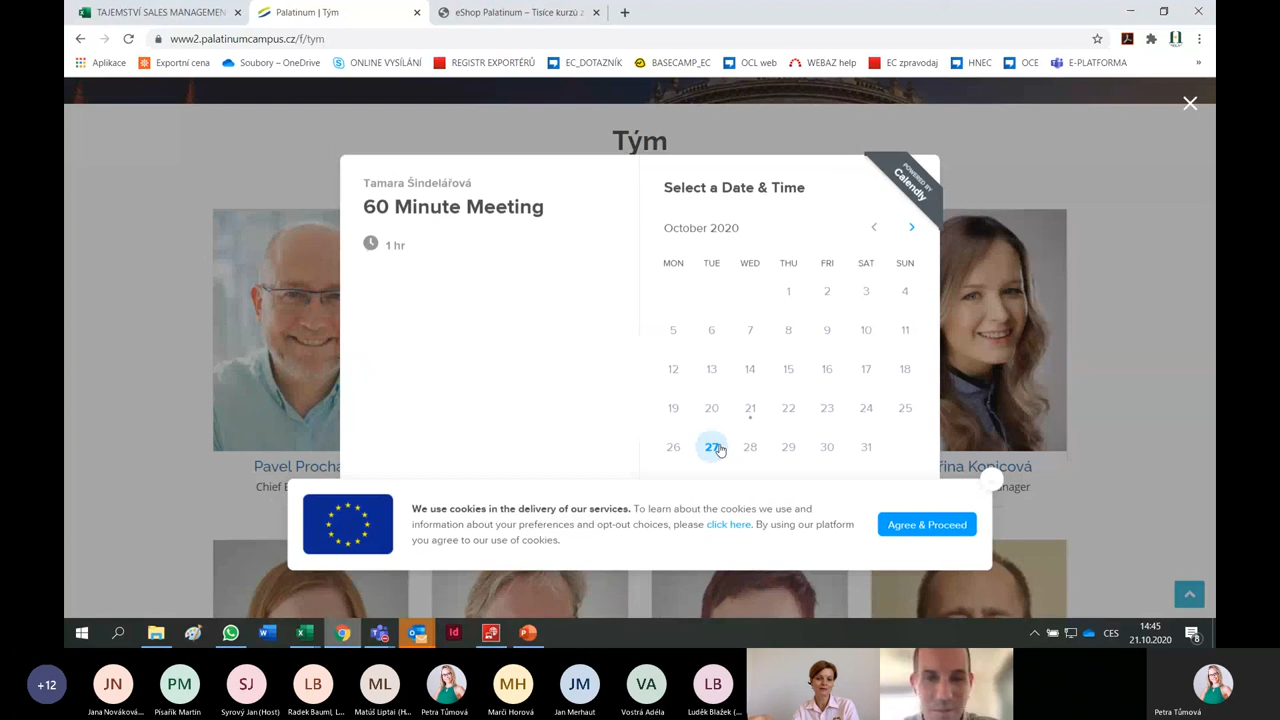 TAJEMSTVÍ SALES MANAGEMEN
Palatinum | Tým
eShop Palatinum – Tisíce kurzů z
www2.palatinumcampus.cz/f/tym
Aplikace
Exportní cena
Soubory – OneDrive
ONLINE VYSÍLÁNÍ
REGISTR EXPORTÉRŮ
EC_DOTAZNÍK
BASECAMP_EC
OCL web
WEBAZ help
EC zpravodaj
HNEC
OCE
E-PLATFORMA
Tým
Tamara Šindelářová
60 Minute Meeting
1 hr
POWERED BY
Calendly
Select a Date & Time
October 2020
MON TUE WED THU FRI SAT SUN
1 2 3 4
5 6 7 8 9 10 11
12 13 14 15 16 17 18
19 20 21 22 23 24 25
26 27 28 29 30 31
Pavel Procha
Chief E
rina Kopicová
anager
We use cookies in the delivery of our services. To learn about the cookies we use and
information about your preferences and opt-out choices, please click here. By using our platform
you agree to our use of cookies.
Agree & Proceed
CES
14:45
21.10.2020
8
+12
JN
Jana Nováková...
PM
Písařík Martin
SJ
Syrový Jan(Host)
LB
Radek Bauml, L...
ML
Matúš Liptai (H...
Petra Tůmová
MH
Marci Horová
JM
Jan Merhaut
VA
Vostrá Adéla
LB
Luděk Blažek (...
Petra Tůmová